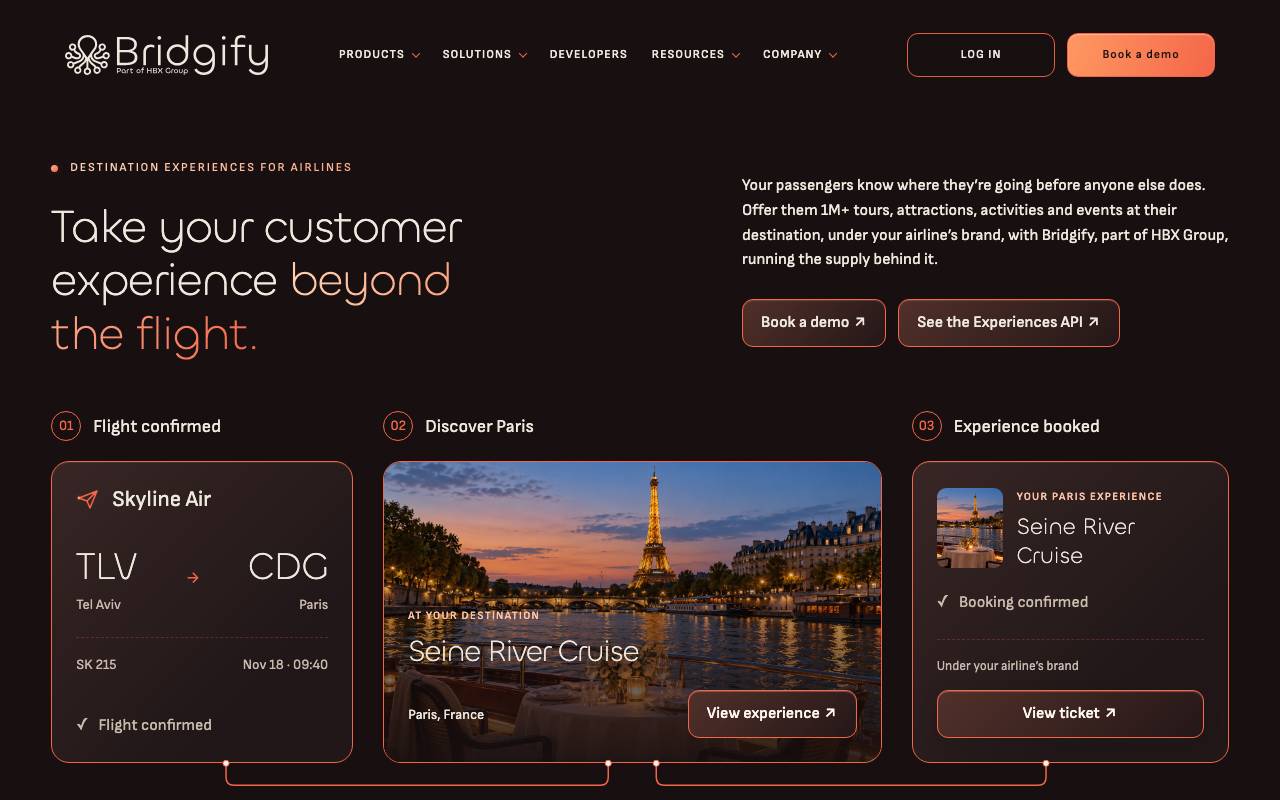 Bridgify
Part of HBX Group
PRODUCTS
SOLUTIONS
DEVELOPERS
RESOURCES
COMPANY
LOG IN
Book a demo
DESTINATION EXPERIENCES FOR AIRLINES
Take your customer
experience beyond
the flight.
Your passengers know where they’re going before anyone else does.
Offer them 1M+ tours, attractions, activities and events at their
destination, under your airline’s brand, with Bridgify, part of HBX Group,
running the supply behind it.
Book a demo ↗
See the Experiences API ↗
01 Flight confirmed
Skyline Air
TLV → CDG
Tel Aviv Paris
SK 215 Nov 18 · 09:40
✓ Flight confirmed
02 Discover Paris
AT YOUR DESTINATION
Seine River Cruise
Paris, France
View experience ↗
03 Experience booked
YOUR PARIS EXPERIENCE
Seine River
Cruise
✓ Booking confirmed
Under your airline’s brand
View ticket ↗